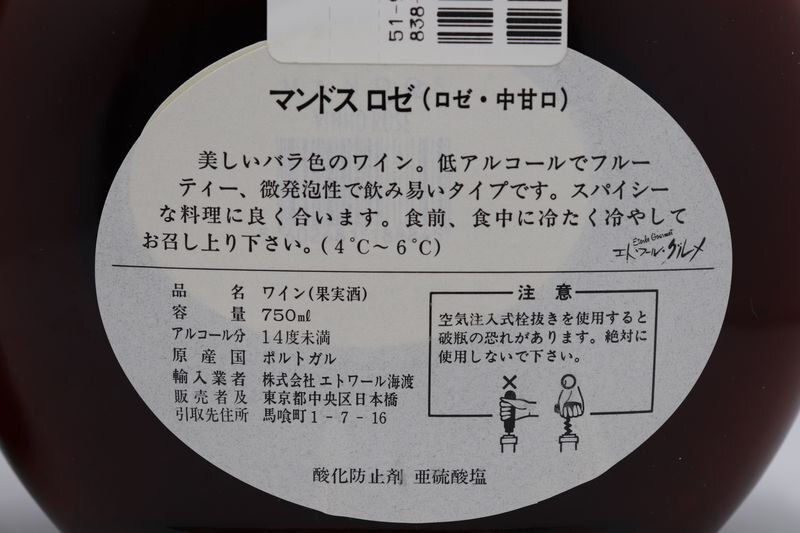 マンドス ロゼ（ロゼ・中甘口）
美しいバラ色のワイン。低アルコールでフルー
ティー、微発泡性で飲み易いタイプです。スパイシー
な料理に良く合います。食前、食中に冷たく冷やして
お召し上り下さい。(4℃～6℃)
Etoile Gourmet
エトワール・グルメ
品名 ワイン(果実酒)
容量 750㎖
アルコール分 14度未満
原産国 ポルトガル
輸入業者 株式会社 エトワール海渡
販売者及 東京都中央区日本橋
引取先住所 馬喰町1-7-16
注意
空気注入式栓抜きを使用すると
破瓶の恐れがあります。絶対に
使用しないで下さい。
酸化防止剤 亜硫酸塩